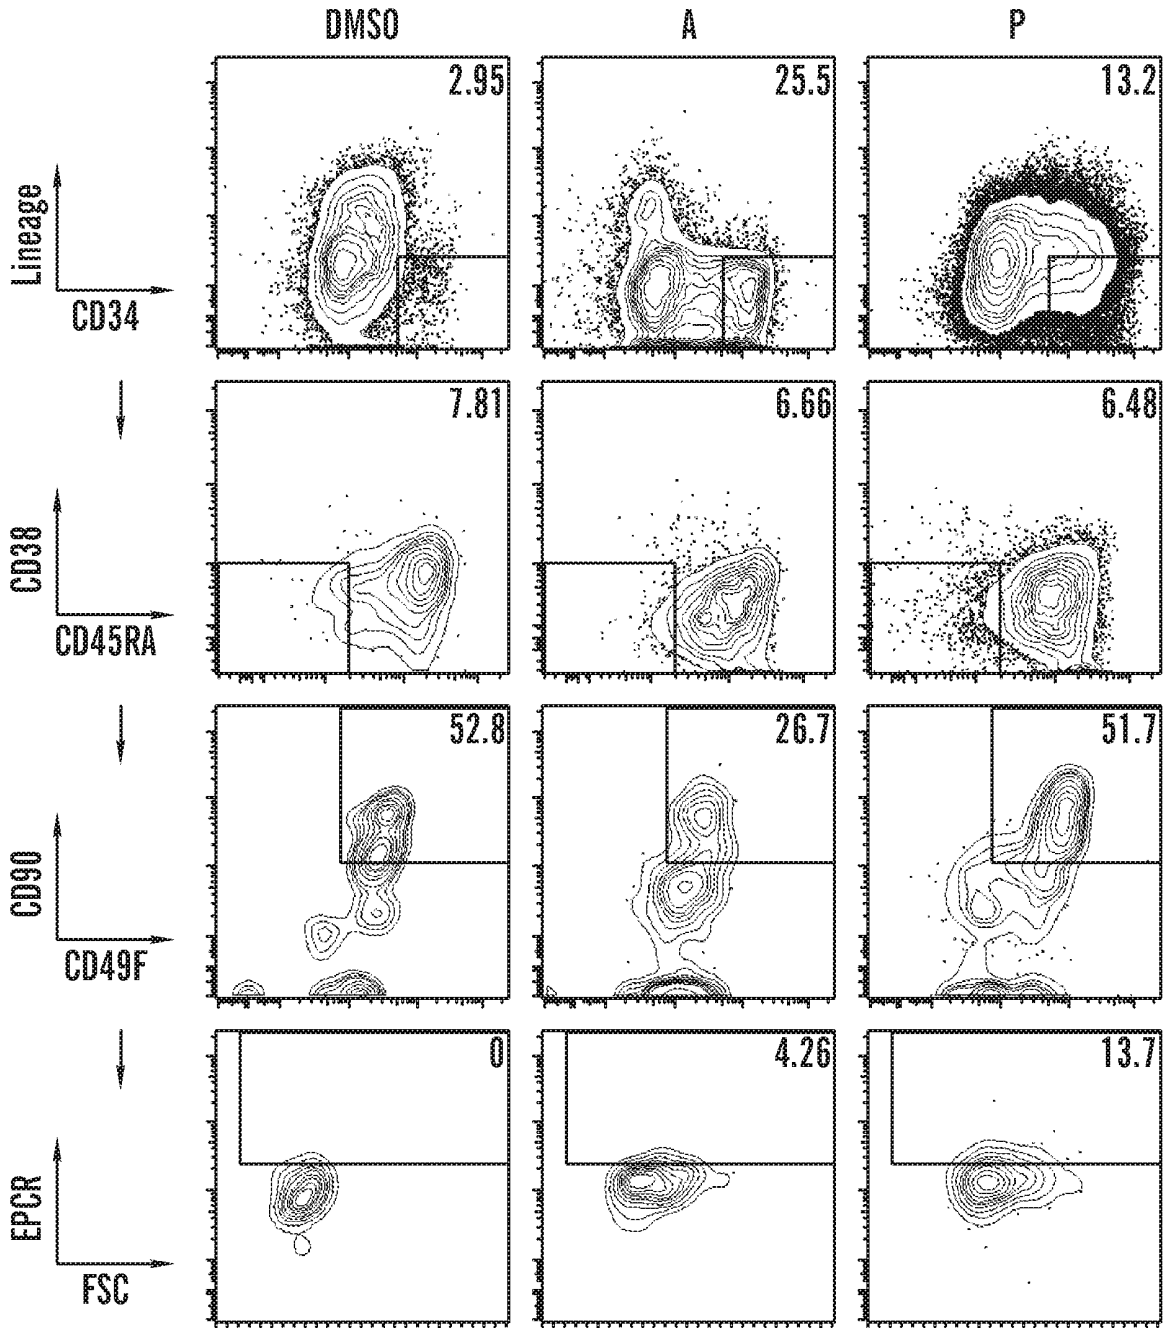 DMSO A P
2.95 25.5 13.2
Lineage
CD34
7.81 6.66 6.48
CD38
CD45RA
52.8 26.7 51.7
CD90
CD49F
0 4.26 13.7
EPCR
FSC